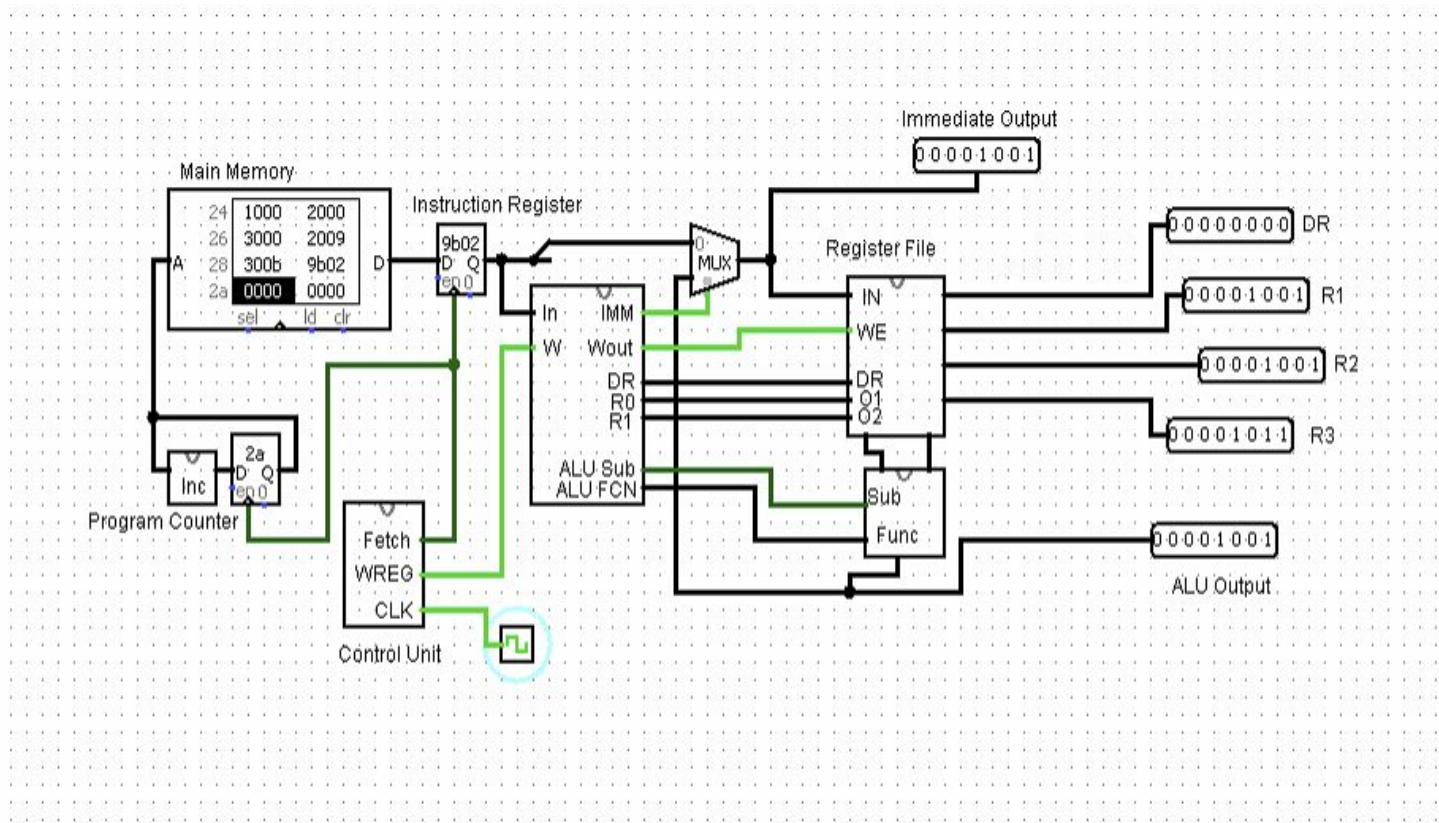 Immediate Output
0 0 0 0 1 0 0 1
Main Memory
24 1000 2000
26 3000 2009
28 300b 9b02
2a 0000 0000
A
D
sel ld clr
Instruction Register
9b02
D Q
en 0
0
MUX
Register File
IN
WE
DR
O1
O2
0 0 0 0 0 0 0 0 DR
0 0 0 0 1 0 0 1 R1
0 0 0 0 1 0 0 1 R2
0 0 0 0 1 0 1 1 R3
In IMM
W Wout
DR
R0
R1
ALU Sub
ALU FCN
Inc
2a
D Q
en 0
Program Counter
Sub
Func
Fetch
WREG
CLK
Control Unit
0 0 0 0 1 0 0 1
ALU Output